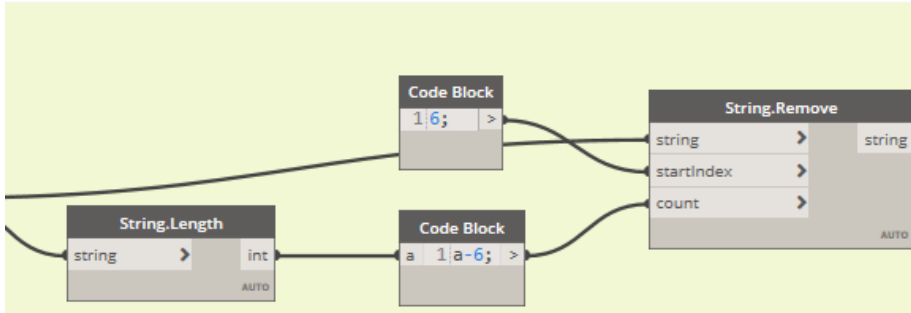 Code Block
1 6; >
String.Remove
string > string
startIndex >
count >
AUTO
String.Length
string > int
AUTO
Code Block
a 1 a-6; >